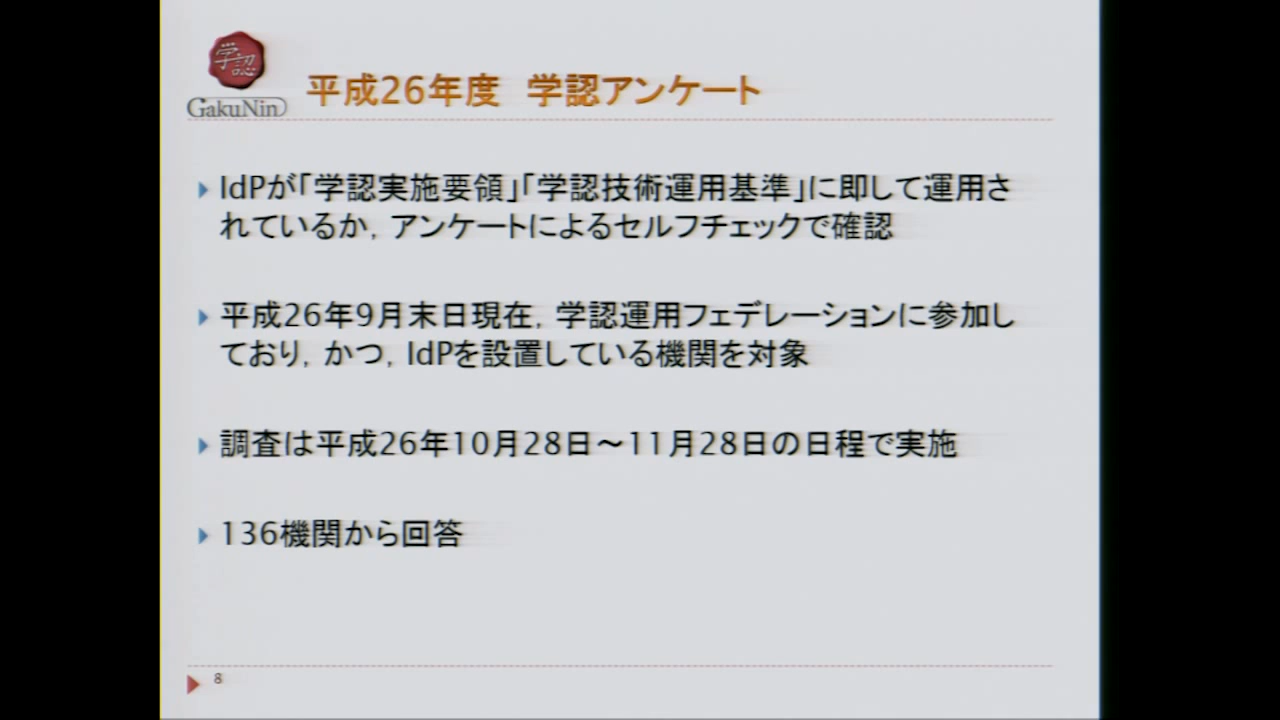 学認
GakuNin
平成26年度 学認アンケート
IdPが「学認実施要領」「学認技術運用基準」に即して運用さ
れているか，アンケートによるセルフチェックで確認
平成26年9月末日現在，学認運用フェデレーションに参加し
ており，かつ，IdPを設置している機関を対象
調査は平成26年10月28日～11月28日の日程で実施
136機関から回答
8